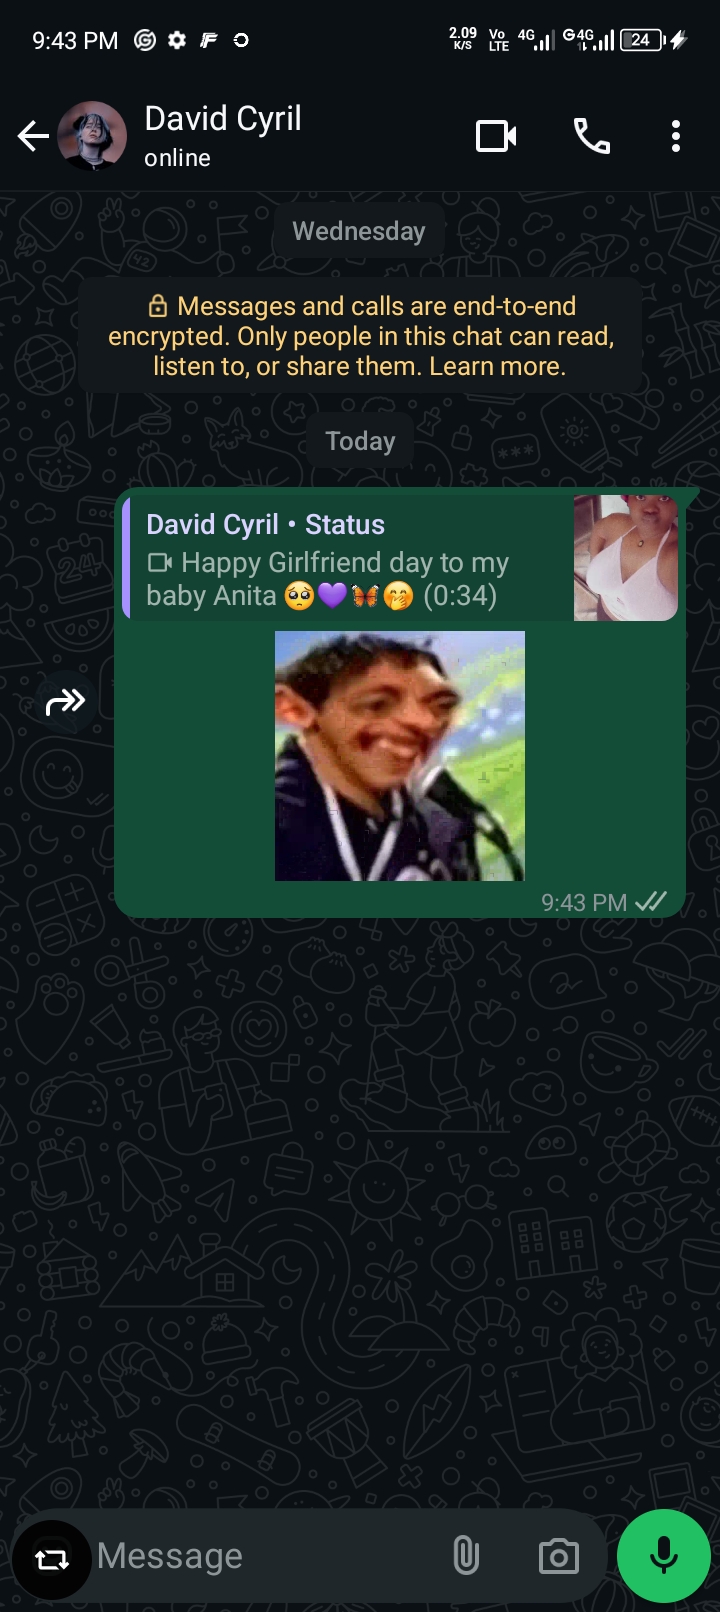 9:43 PM
2.09 K/S Vo LTE 4G G4G 24
David Cyril
online
Wednesday
Messages and calls are end-to-end
encrypted. Only people in this chat can read,
listen to, or share them. Learn more.
Today
David Cyril • Status
Happy Girlfriend day to my
baby Anita 🥺💜🦋🤭 (0:34)
9:43 PM
Message